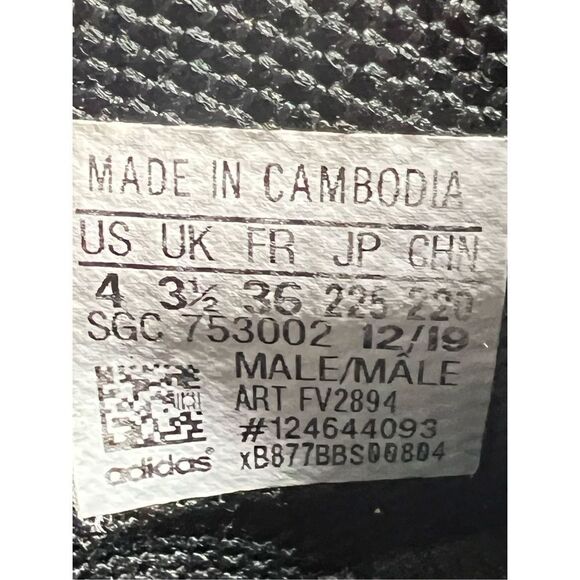 MADE IN CAMBODIA
US UK FR JP CHN
4 3½ 36 225 220
SGC 753002 12/19
MALE/MÂLE
ART FV2894
#124644093
adidas xB877BBS00804